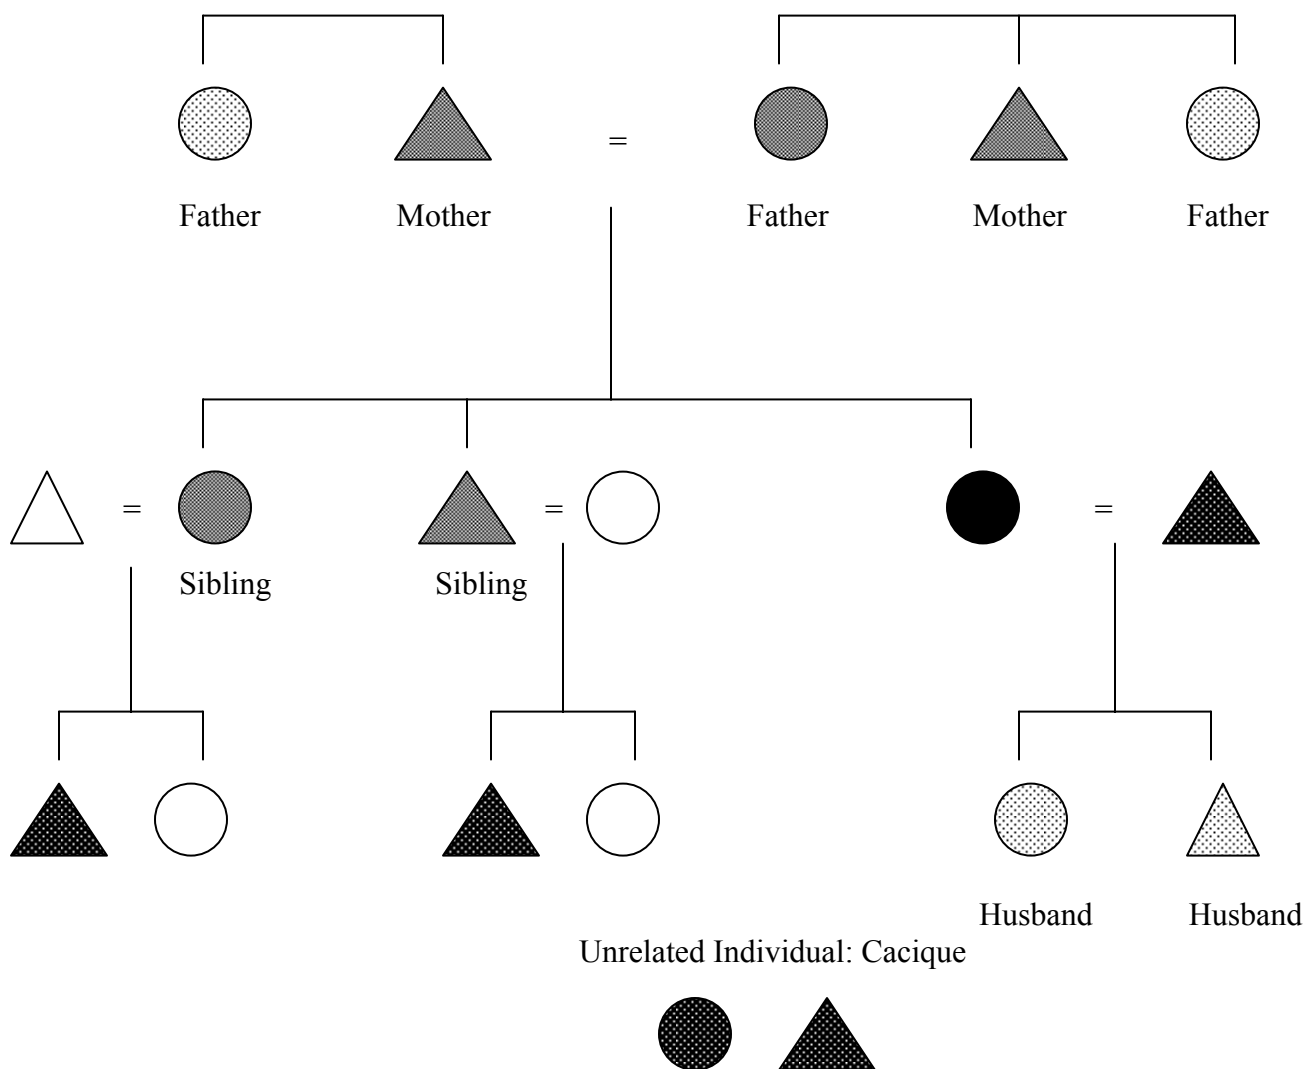 =
Father Mother Father Mother Father
= = =
Sibling Sibling
Husband Husband
Unrelated Individual: Cacique